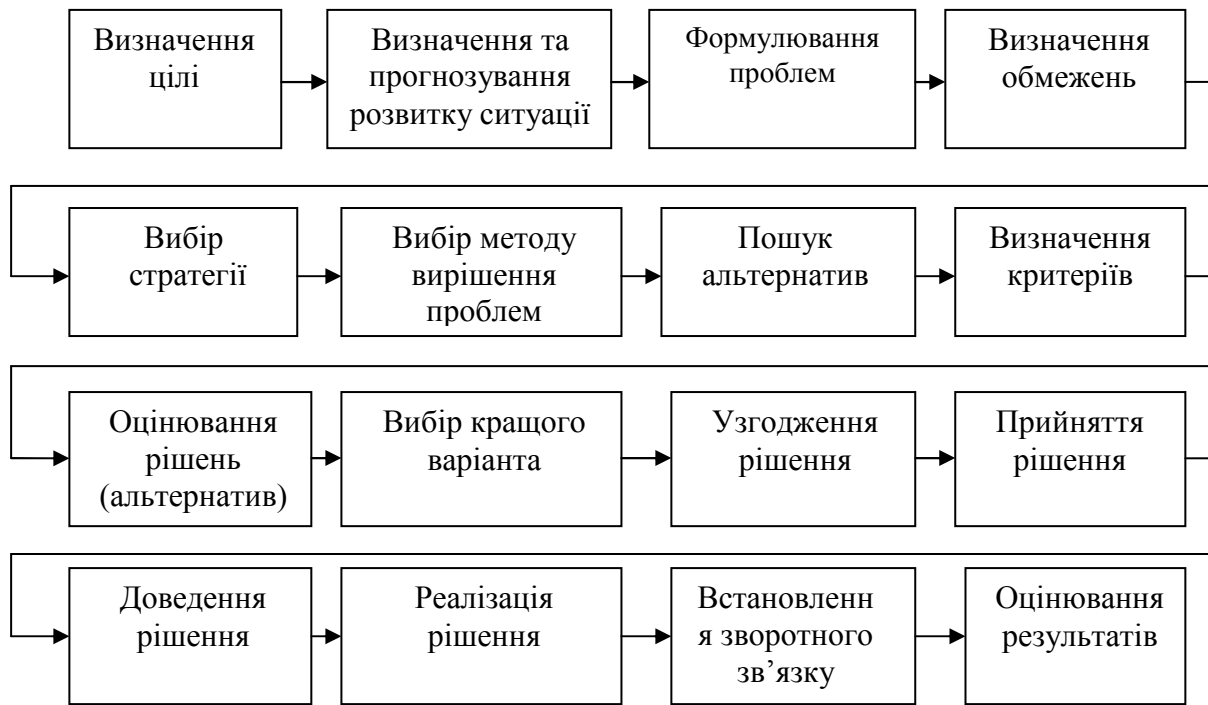 Визначення
цілі
Визначення та
прогнозування
розвитку ситуації
Формулювання
проблем
Визначення
обмежень
Вибір
стратегії
Вибір методу
вирішення
проблем
Пошук
альтернатив
Визначення
критеріїв
Оцінювання
рішень
(альтернатив)
Вибір кращого
варіанта
Узгодження
рішення
Прийняття
рішення
Доведення
рішення
Реалізація
рішення
Встановленн
я зворотного
зв’язку
Оцінювання
результатів